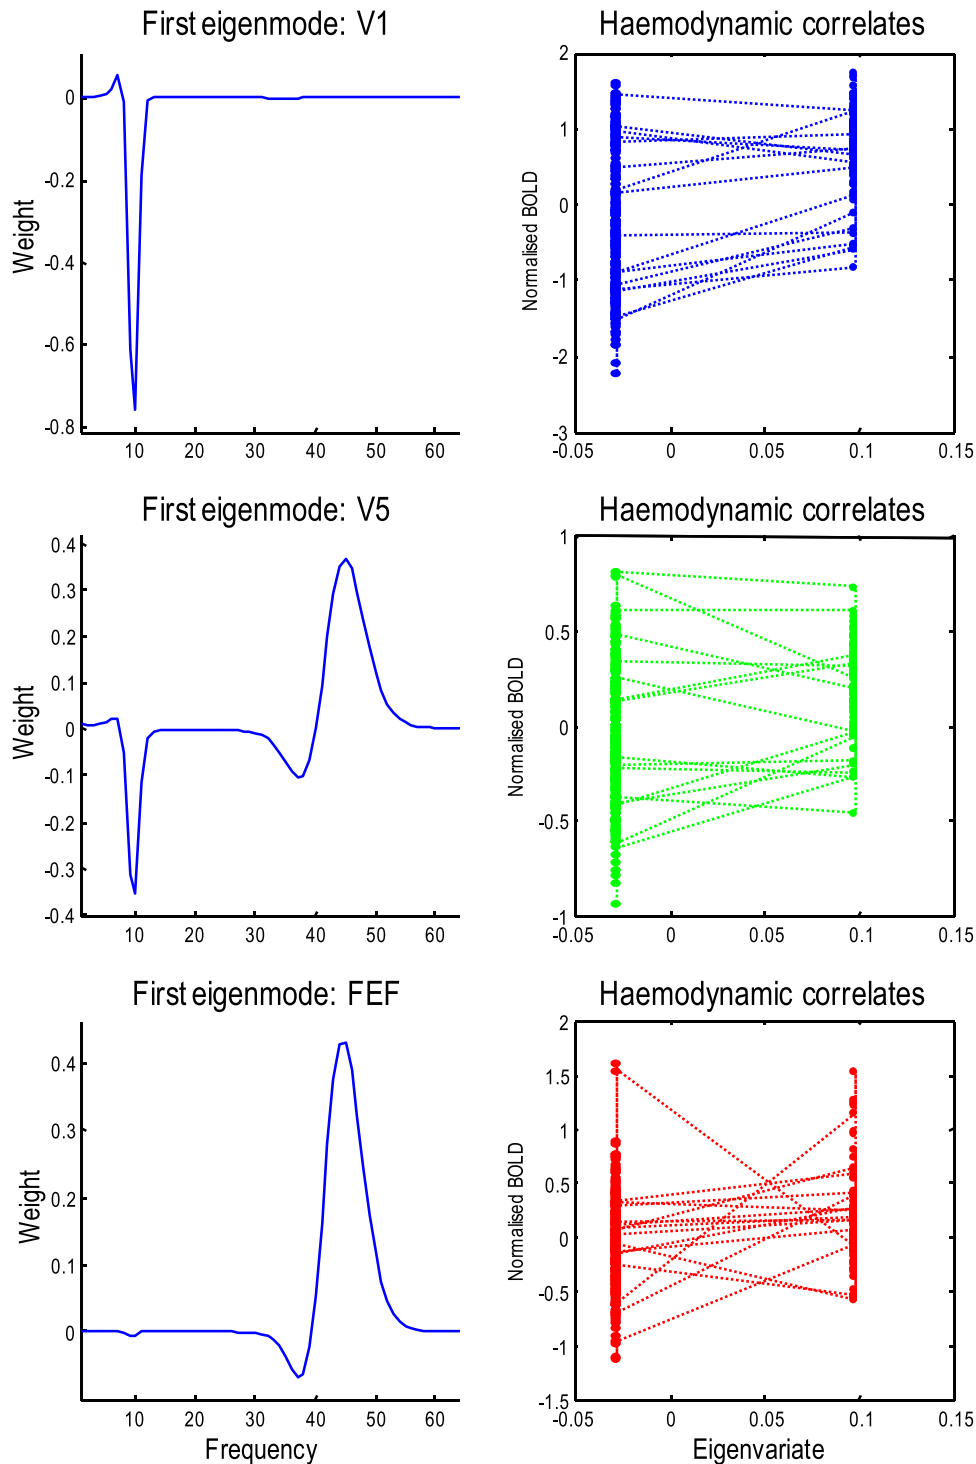 First eigenmode: V1
0
-0.2
-0.4
-0.6
-0.8
Weight
10 20 30 40 50 60
Haemodynamic correlates
2
1
0
-1
-2
-3
Normalised BOLD
-0.05 0 0.05 0.1 0.15
First eigenmode: V5
0.4
0.3
0.2
0.1
0
-0.1
-0.2
-0.3
-0.4
Weight
10 20 30 40 50 60
Haemodynamic correlates
1
0.5
0
-0.5
-1
Normalised BOLD
-0.05 0 0.05 0.1 0.15
First eigenmode: FEF
0.4
0.3
0.2
0.1
0
Weight
10 20 30 40 50 60
Frequency
Haemodynamic correlates
2
1.5
1
0.5
0
-0.5
-1
-1.5
Normalised BOLD
-0.05 0 0.05 0.1 0.15
Eigenvariate